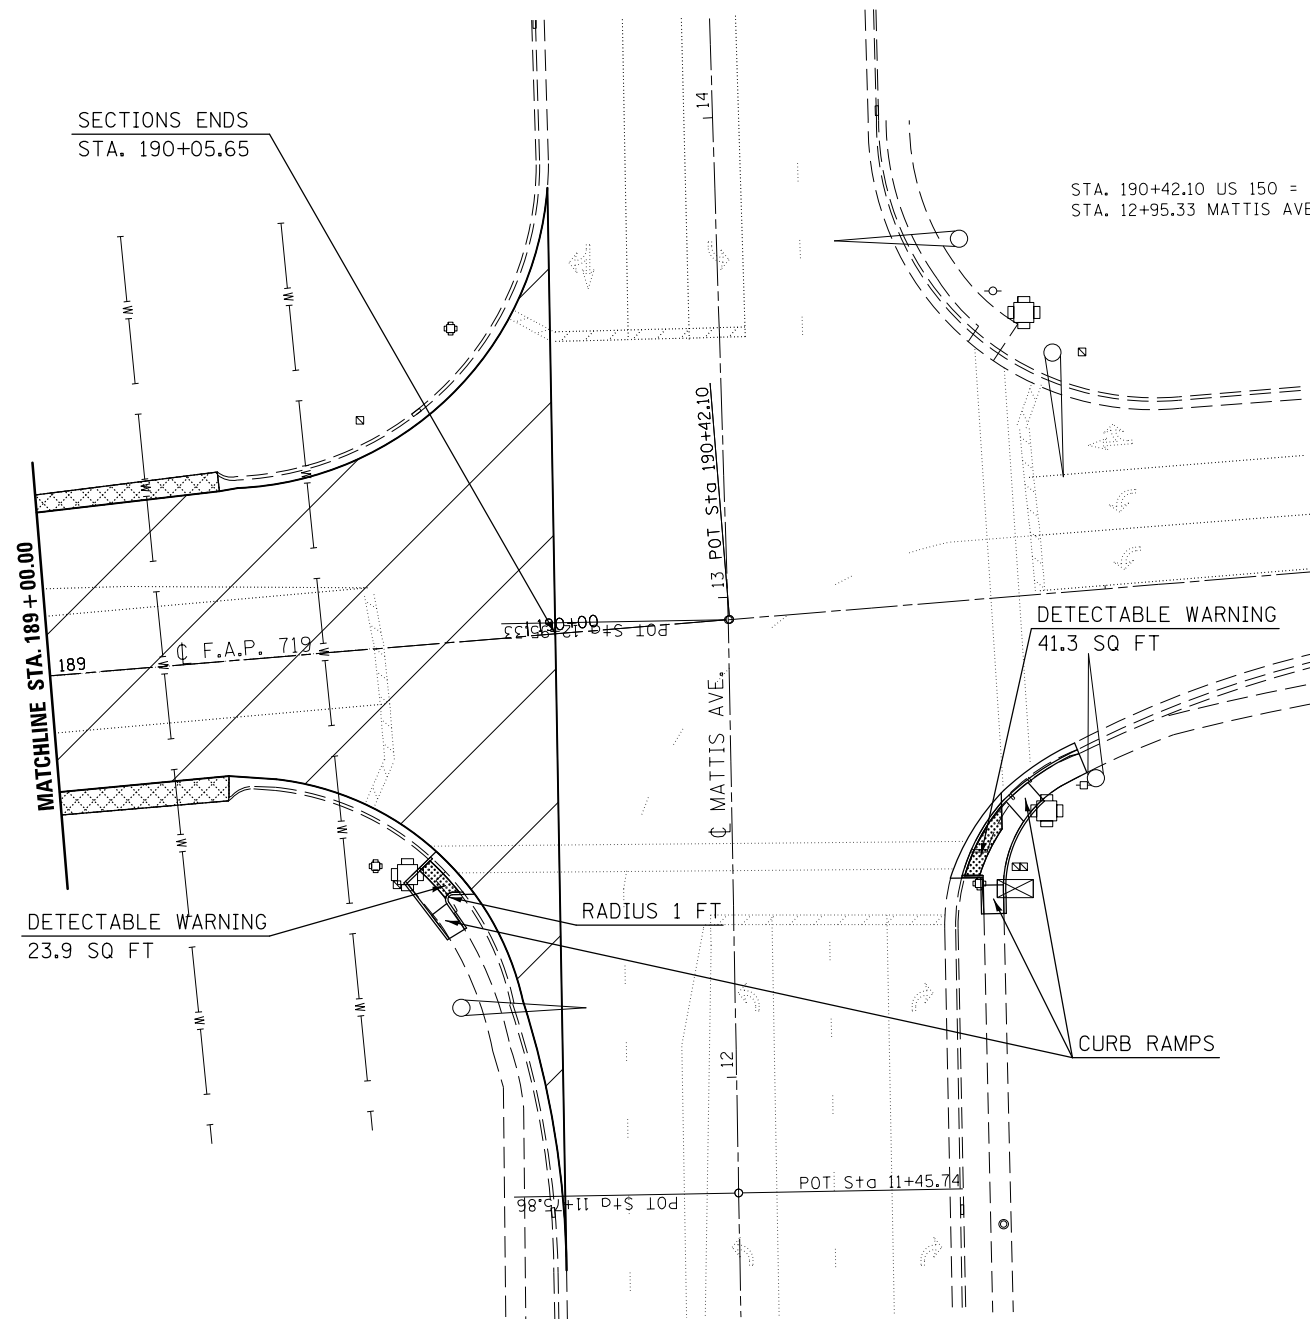 SECTIONS ENDS
STA. 190+05.65
14
STA. 190+42.10 US 150 =
STA. 12+95.33 MATTIS AVE
W
W
W
W
13 POT Sta 190+42.10
MATCHLINE STA. 189+00.00
189
℄ F.A.P. 719
W
W
190+00
POT Sta 12+95.33
DETECTABLE WARNING
41.3 SQ FT
℄ MATTIS AVE.
W
W
DETECTABLE WARNING
23.9 SQ FT
RADIUS 1 FT
W
W
CURB RAMPS
12
POT Sta 11+45.74
POT Sta 11+75.86